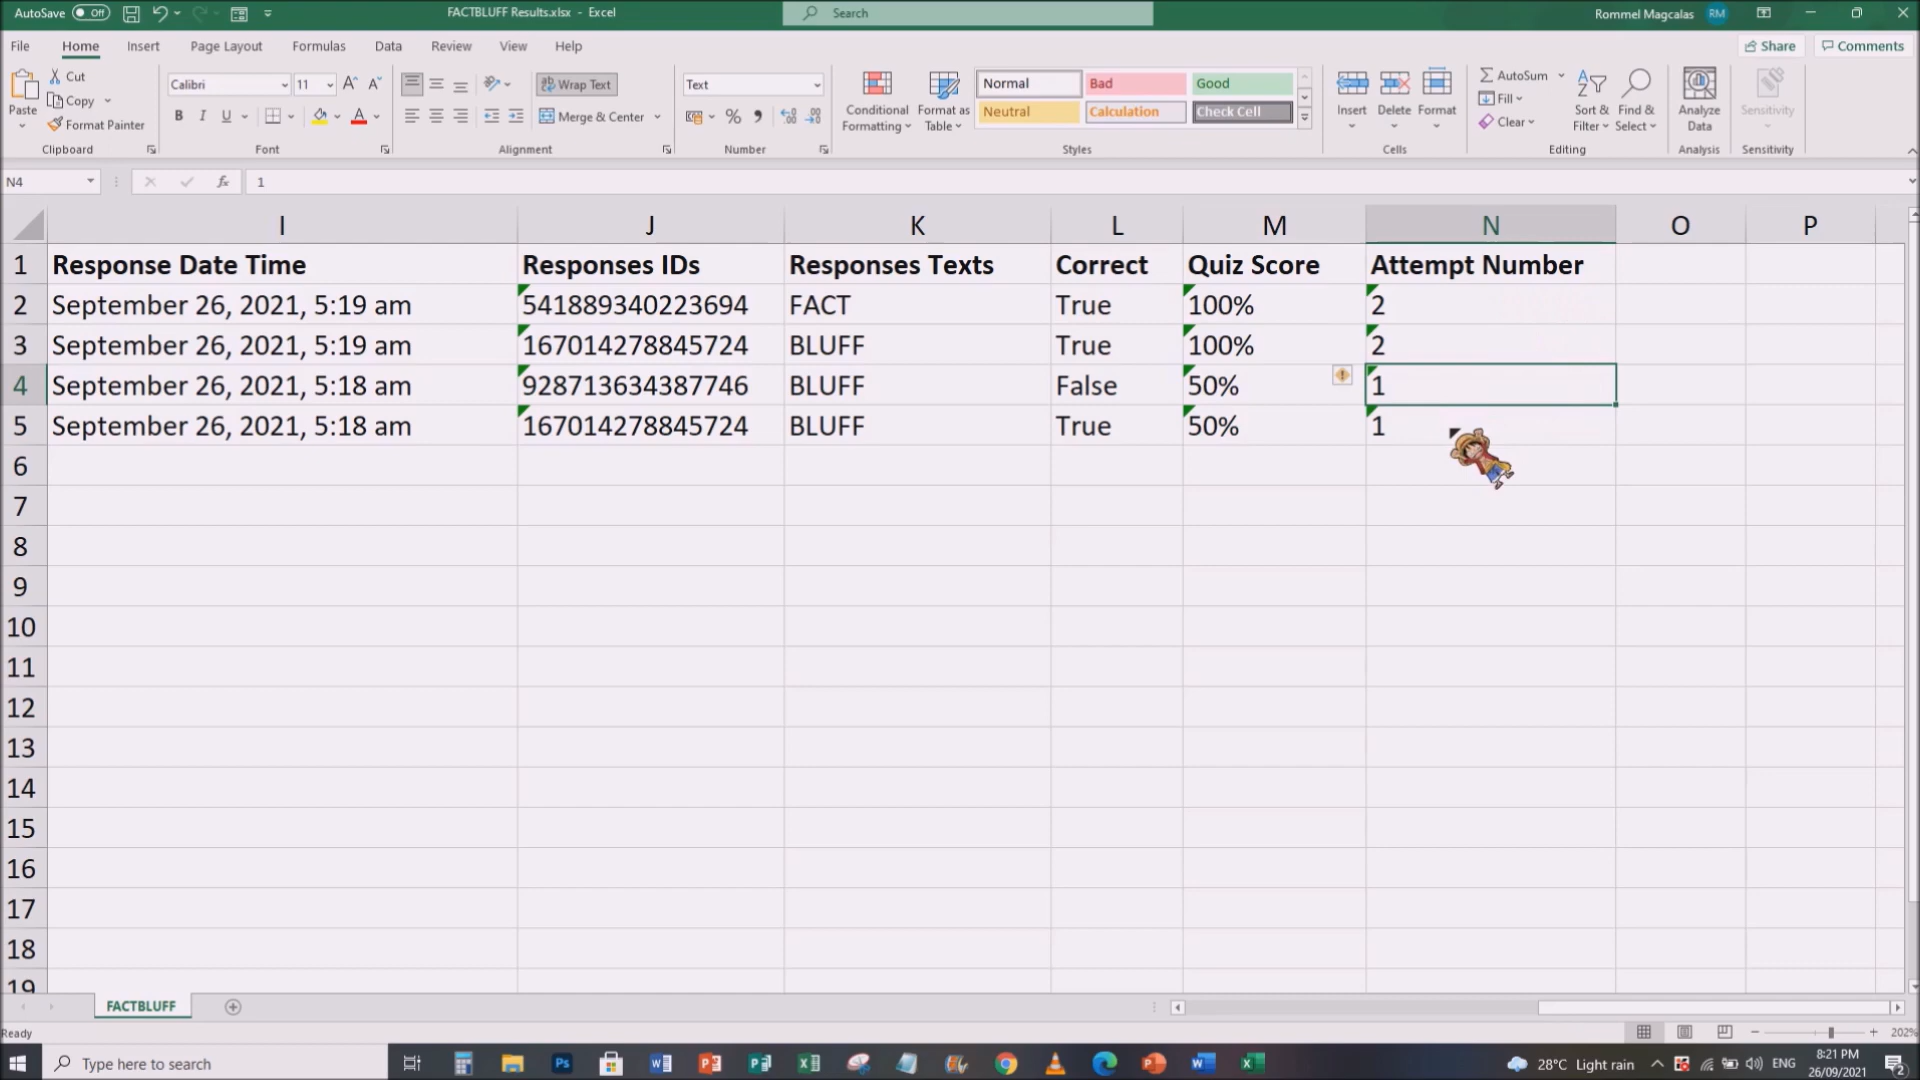 AutoSave Off FACTBLUFF Results.xlsx - Excel Search Rommel Magcalas RM
File Home Insert Page Layout Formulas Data Review View Help Share Comments
Paste Cut Copy Format Painter
Calibri 11 Wrap Text Text
B I U Merge & Center % 
Conditional Formatting Format as Table
Normal Bad Good
Neutral Calculation Check Cell
Insert Delete Format
AutoSum Fill Clear Sort & Filter Find & Select
Analyze Data Sensitivity
Clipboard Font Alignment Number Styles Cells Editing Analysis Sensitivity
N4 fx 1
I J K L M N O P
1 Response Date Time Responses IDs Responses Texts Correct Quiz Score Attempt Number
2 September 26, 2021, 5:19 am 541889340223694 FACT True 100% 2
3 September 26, 2021, 5:19 am 167014278845724 BLUFF True 100% 2
4 September 26, 2021, 5:18 am 928713634387746 BLUFF False 50% 1
5 September 26, 2021, 5:18 am 167014278845724 BLUFF True 50% 1
6
7
8
9
10
11
12
13
14
15
16
17
18
19
FACTBLUFF
Ready 202%
Type here to search 28°C Light rain ENG 8:21 PM
26/09/2021 2